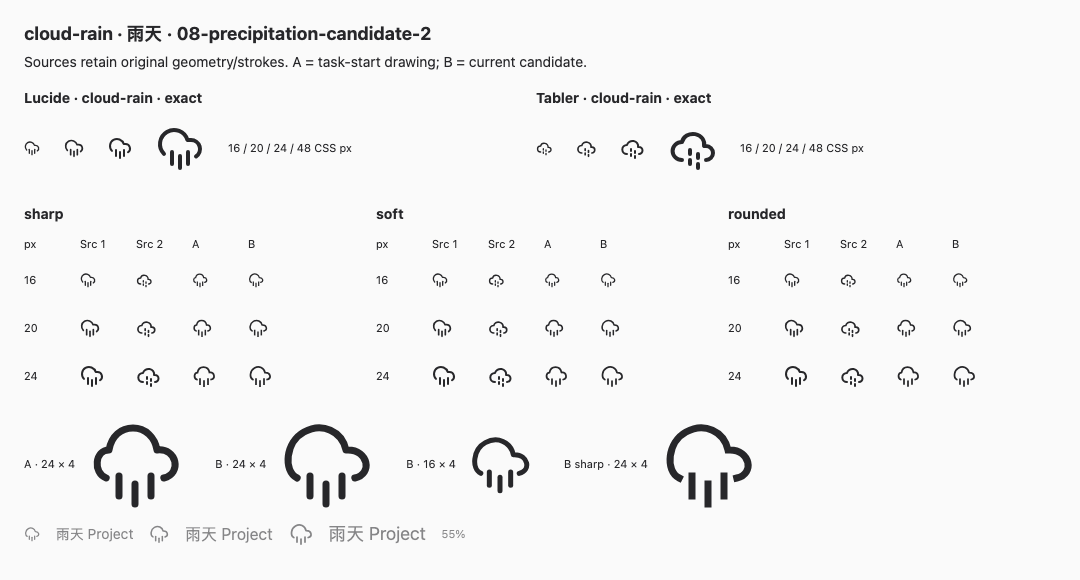 cloud-rain · 雨天 · 08-precipitation-candidate-2
Sources retain original geometry/strokes. A = task-start drawing; B = current candidate.
Lucide · cloud-rain · exact
Tabler · cloud-rain · exact
16 / 20 / 24 / 48 CSS px
16 / 20 / 24 / 48 CSS px
sharp
soft
rounded
px Src 1 Src 2 A B
px Src 1 Src 2 A B
px Src 1 Src 2 A B
16
16
16
20
20
20
24
24
24
A · 24 × 4
B · 24 × 4
B · 16 × 4
B sharp · 24 × 4
雨天 Project
雨天 Project
雨天 Project
55%